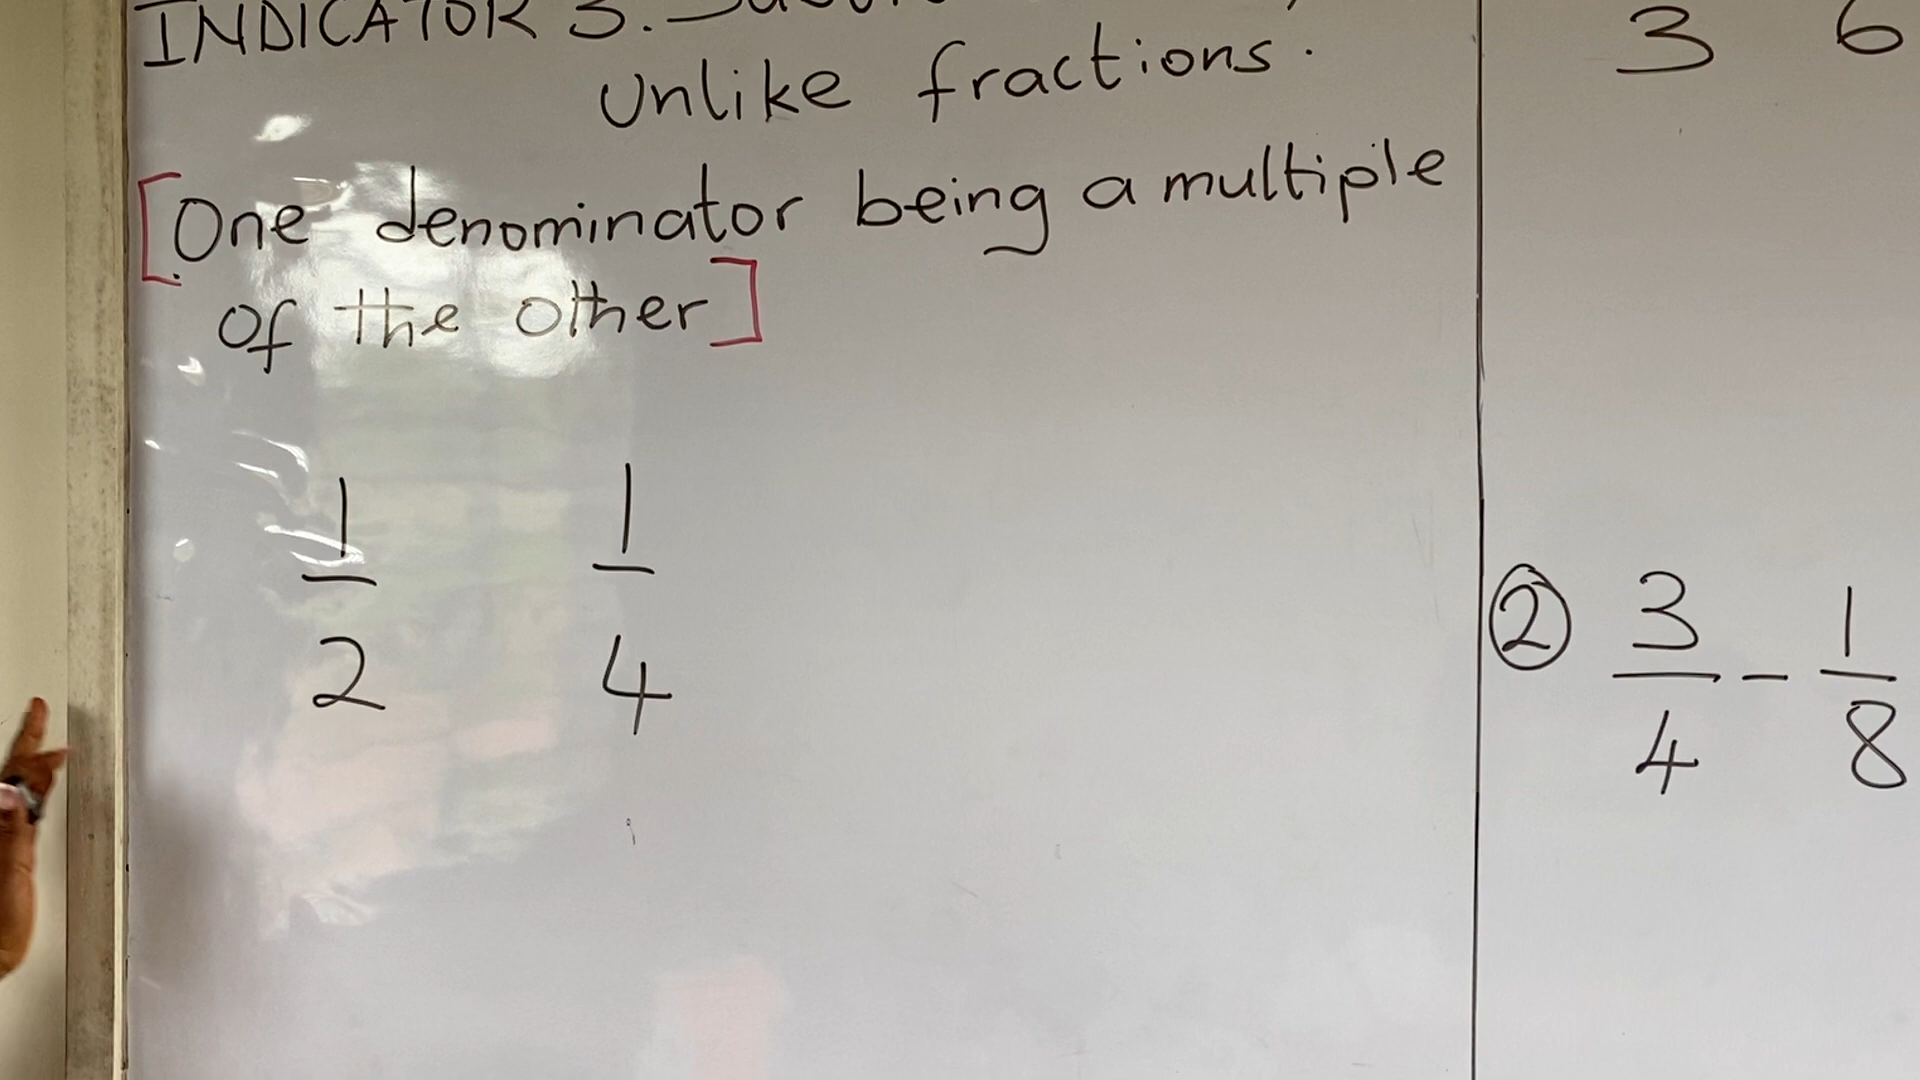 INDICATOR 3.
Unlike fractions.
[One denominator being a multiple
of the other]
1 1
2 4
3 6
② 3 - 1
4 8